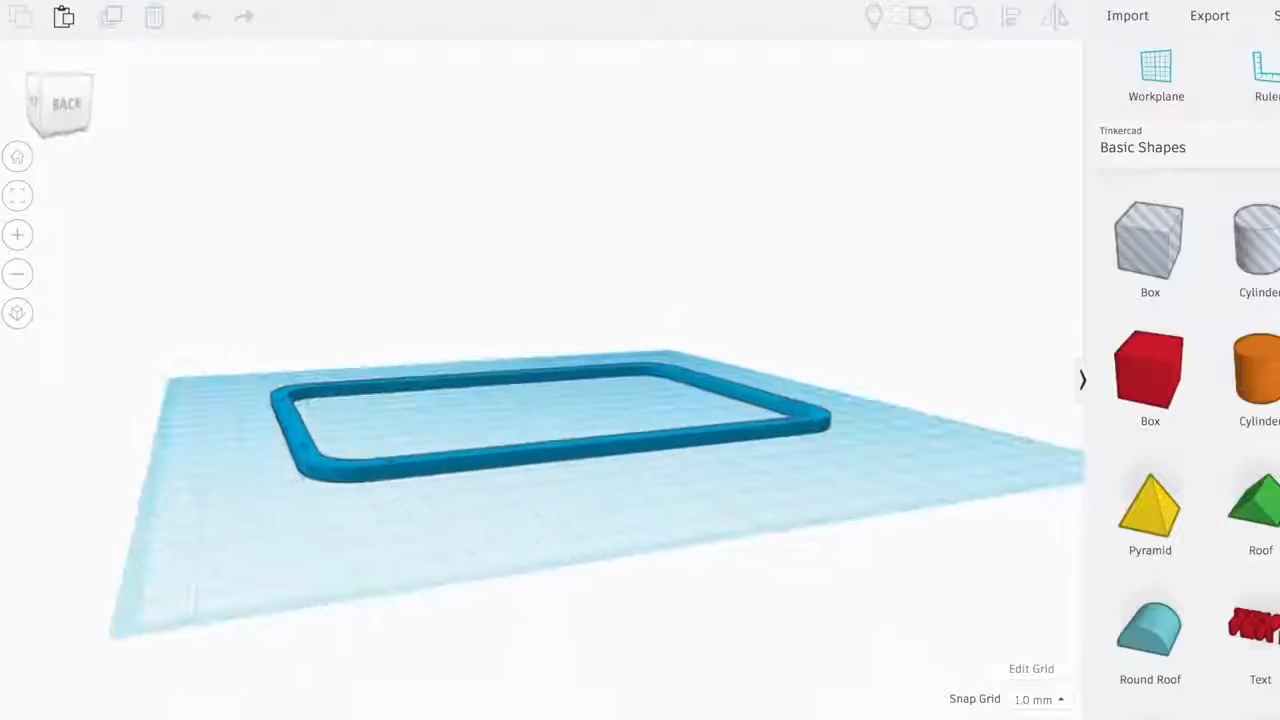 Import
Export
BACK
Workplane
Tinkercad
Basic Shapes
Box
Box
Pyramid
Roof
Round Roof
Text
Edit Grid
Snap Grid
1.0 mm